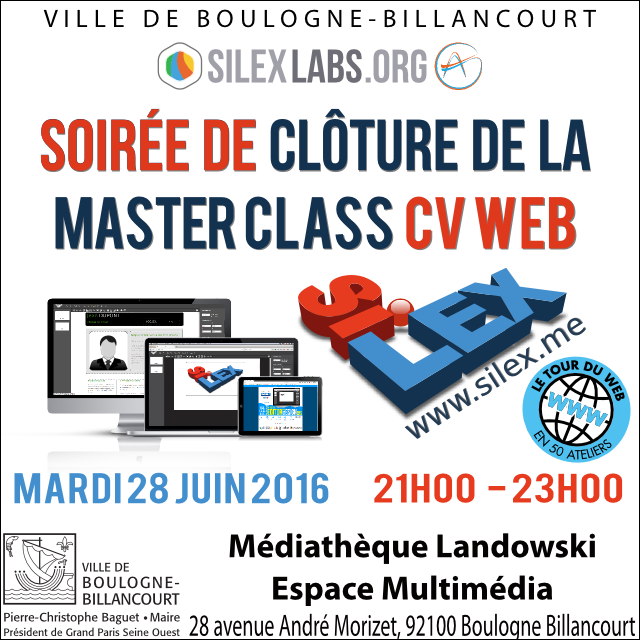 VILLE DE BOULOGNE-BILLANCOURT
SILEXLABS.ORG
SOIRÉE DE CLÔTURE DE LA
MASTER CLASS CV WEB
SILEX
www.silex.me
DUPONT
SILEX
LE TOUR DU WEB
WWW
EN 50 ATELIERS
MARDI 28 JUIN 2016 21H00 - 23H00
VILLE DE
BOULOGNE-
BILLANCOURT
Pierre-Christophe Baguet • Maire
Président de Grand Paris Seine Ouest
Médiathèque Landowski
Espace Multimédia
28 avenue André Morizet, 92100 Boulogne Billancourt